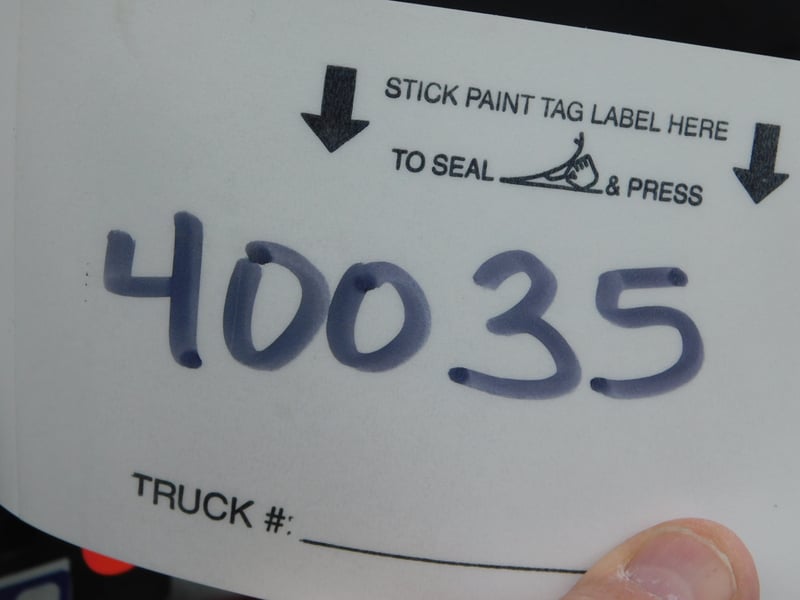 STICK PAINT TAG LABEL HERE
TO SEAL & PRESS
40035
TRUCK #: